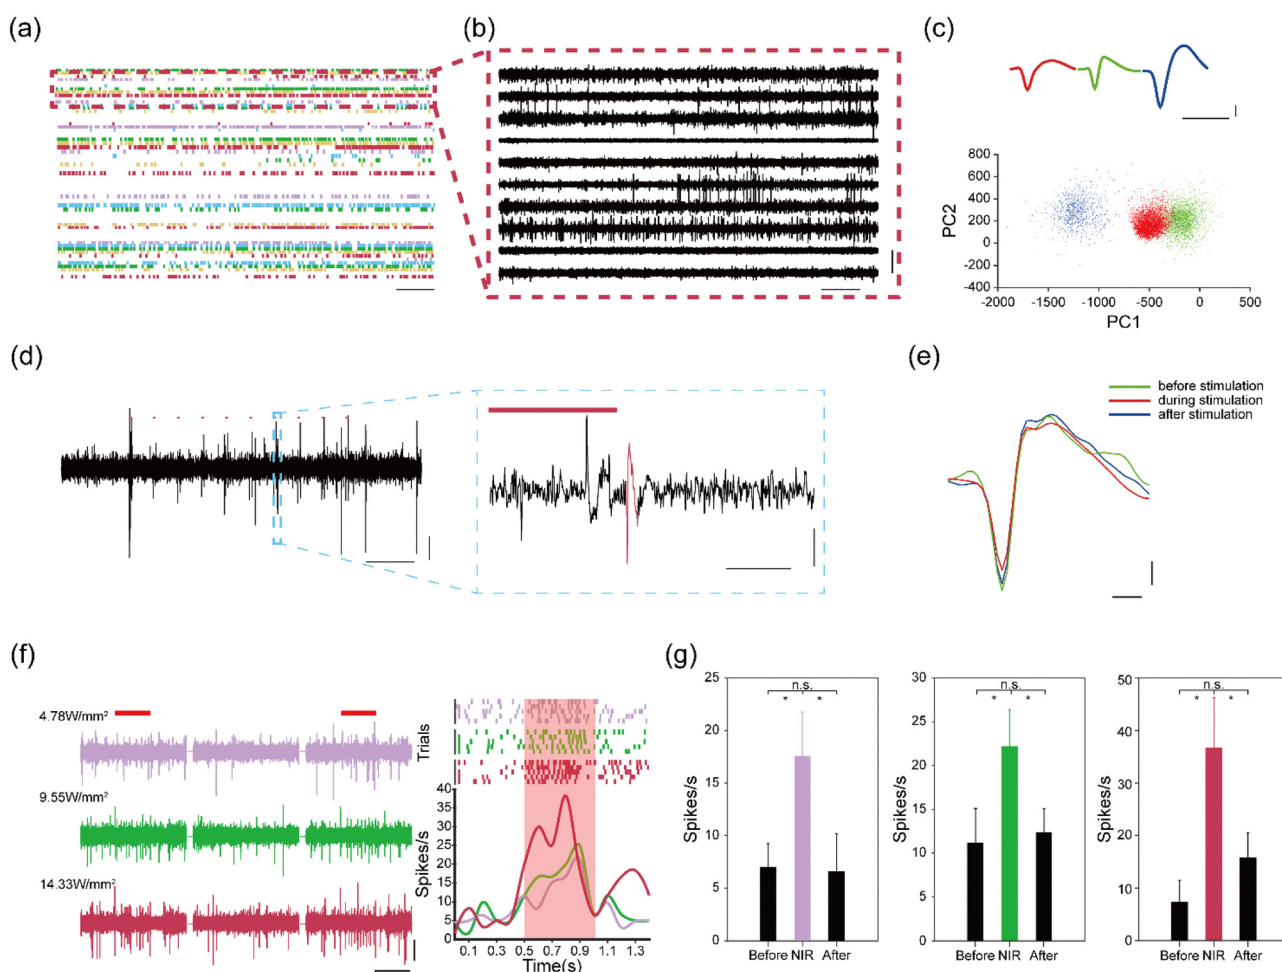 (a)
(b)
(c)
800
600
400
200
0
-200
-400
PC2
-2000 -1500 -1000 -500 0 500
PC1
(d)
(e)
before stimulation
during stimulation
after stimulation
(f)
4.78W/mm²
9.55W/mm²
14.33W/mm²
Trials
40
35
30
25
20
15
10
5
0
Spikes/s
0.1 0.3 0.5 0.7 0.9 1.1 1.3
Time(s)
(g)
25
20
15
10
5
0
Spikes/s
n.s.
* *
Before NIR After
30
25
20
15
10
5
0
Spikes/s
n.s.
* *
Before NIR After
50
40
30
20
10
0
Spikes/s
n.s.
* *
Before NIR After